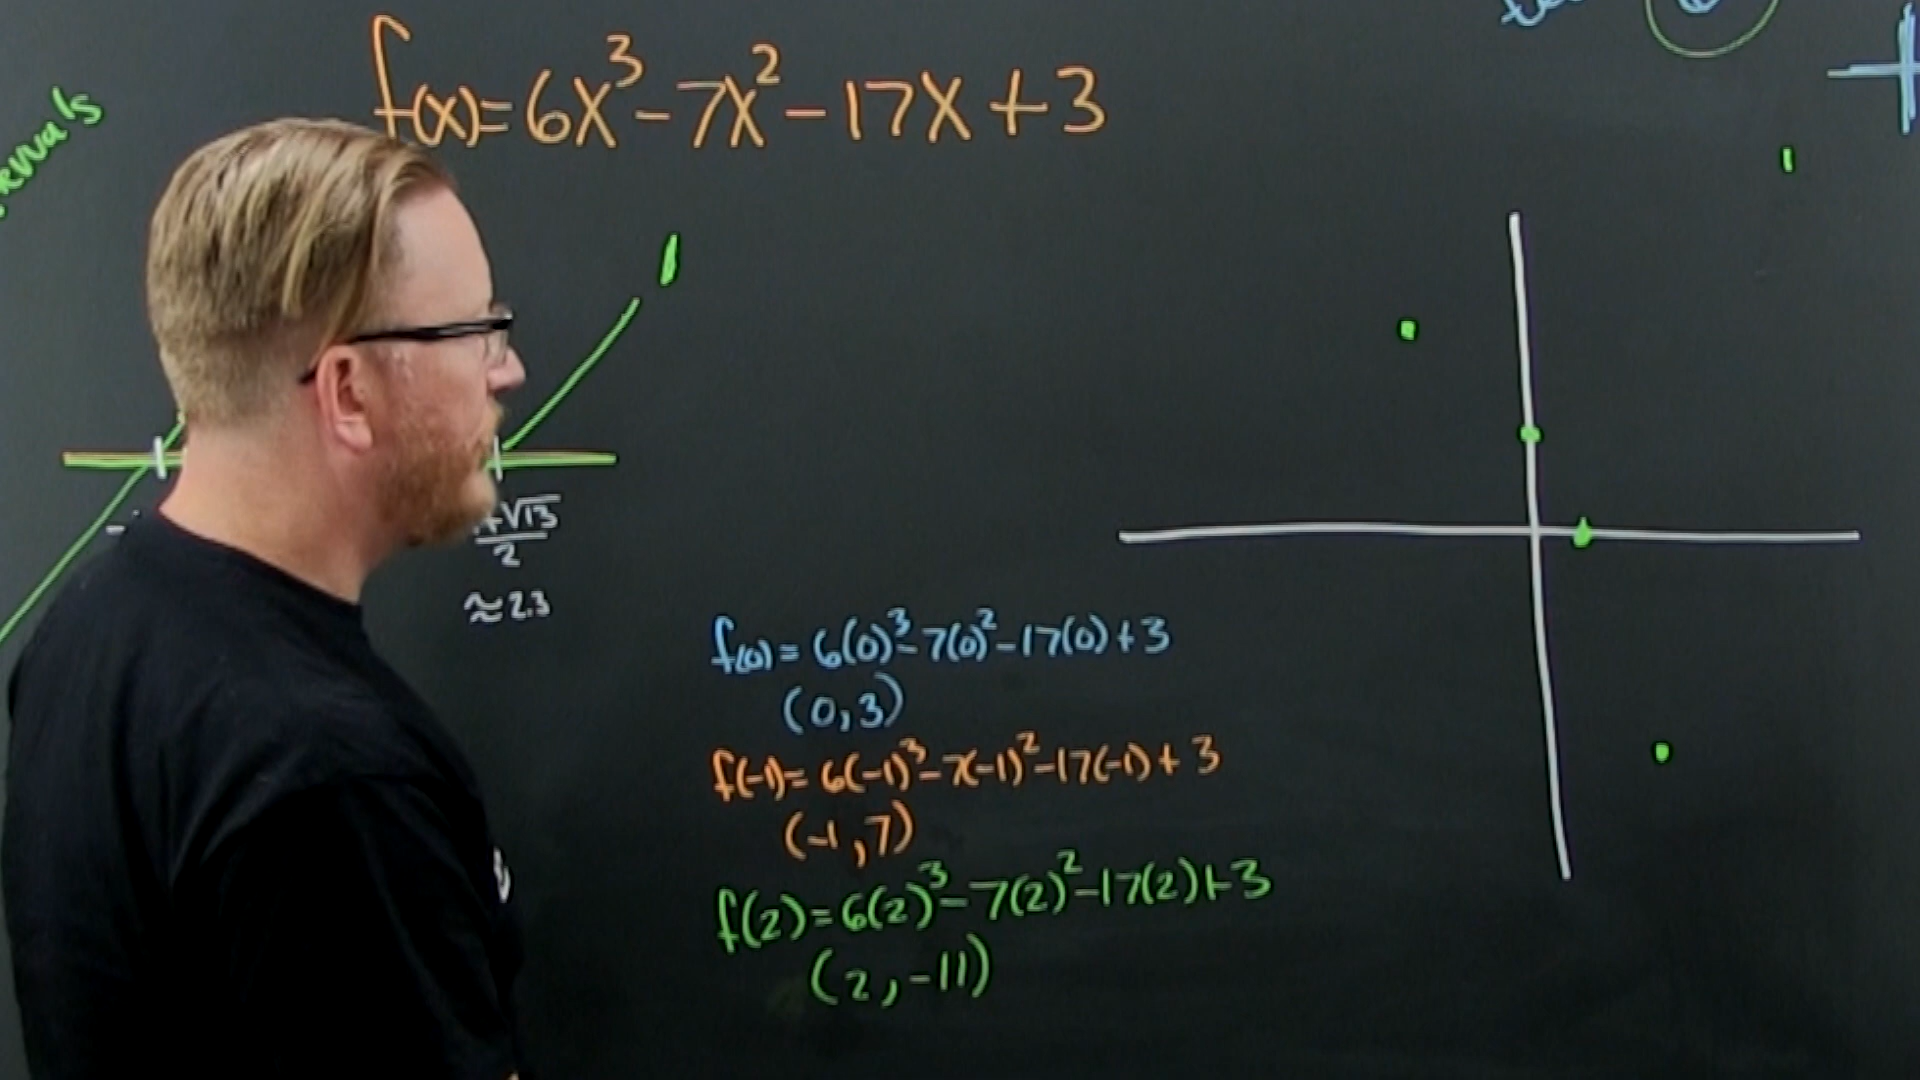 f(x)=6x³-7x²-17x+3
+√13
2
≈2.3
f(0)=6(0)³-7(0)²-17(0)+3
(0,3)
f(-1)=6(-1)³-7(-1)²-17(-1)+3
(-1,7)
f(2)=6(2)³-7(2)²-17(2)+3
(2,-11)